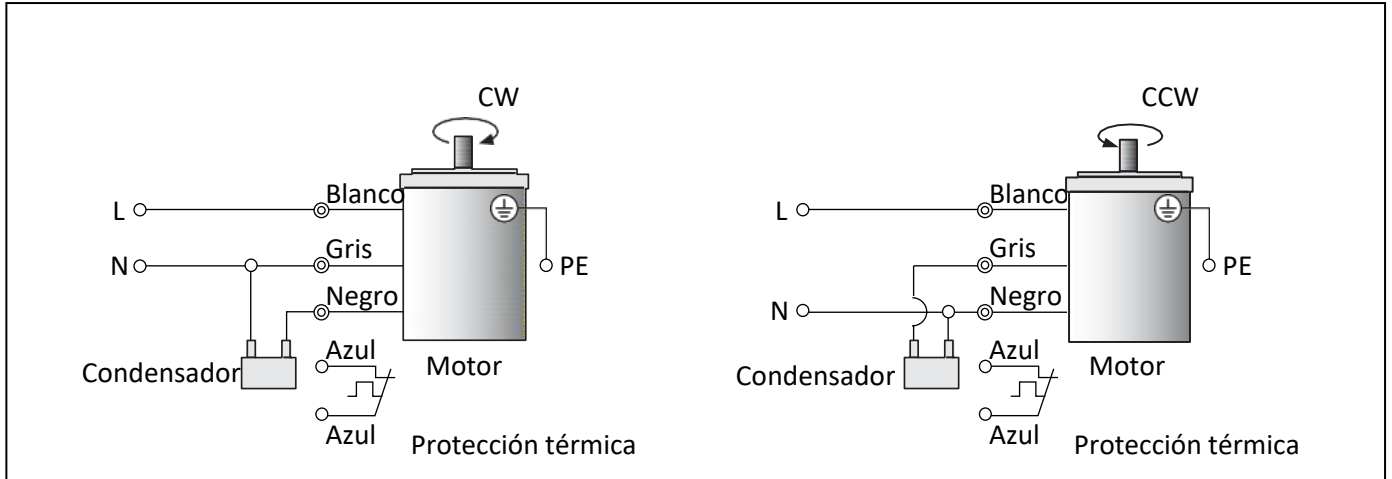 CW
Blanco
L
Gris
N
PE
Negro
Azul
Motor
Condensador
Azul
Protección térmica
CCW
Blanco
L
Gris
PE
Negro
N
Azul
Motor
Condensador
Azul
Protección térmica